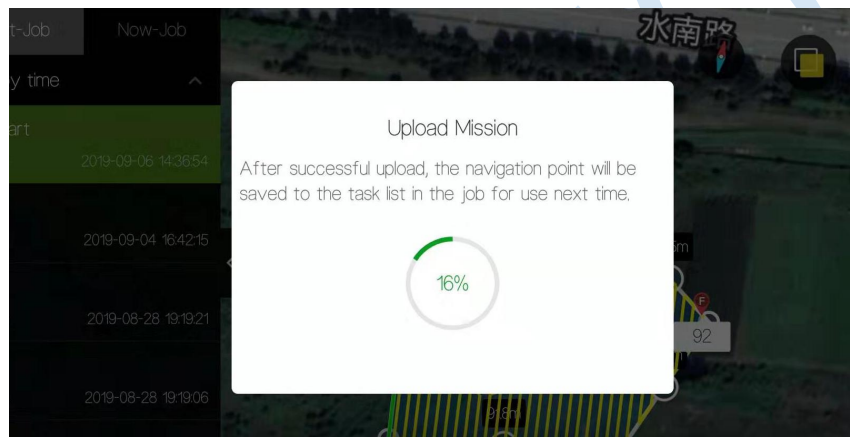 t-Job
Now-Job
水南路
y time
art
2019-09-06 14:36:54
Upload Mission
After successful upload, the navigation point will be
saved to the task list in the job for use next time.
2019-09-04 16:42:15
16%
F
2019-08-28 19:19:21
92
2019-08-28 19:19:06
91.8m